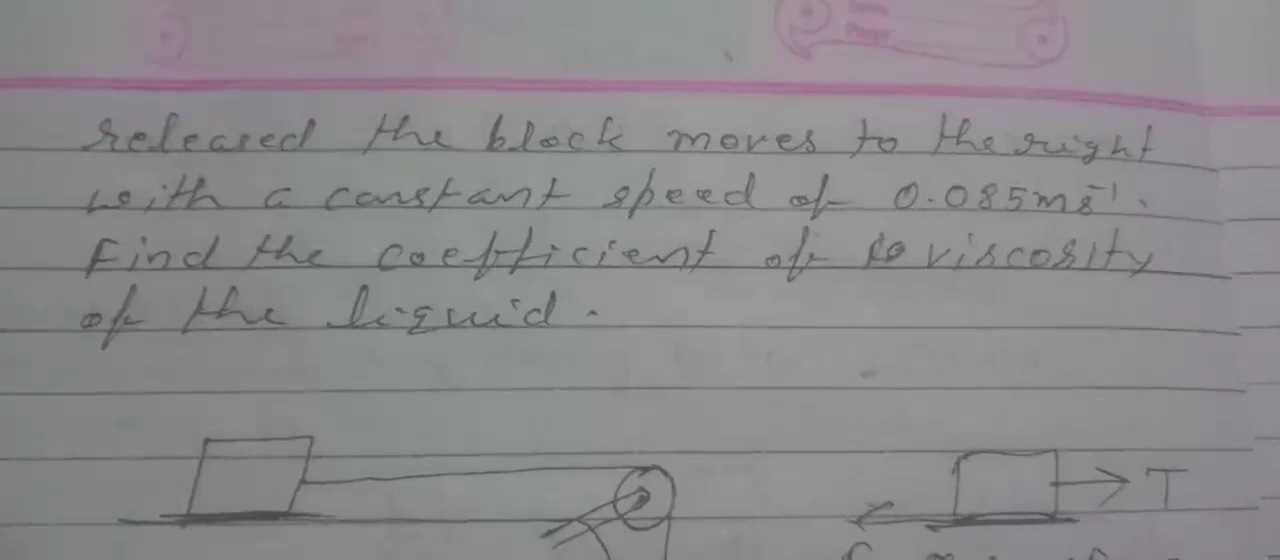 released the block moves to the right
with a constant speed of 0.085ms⁻¹.
Find the coefficient of viscosity
of the liquid.
T